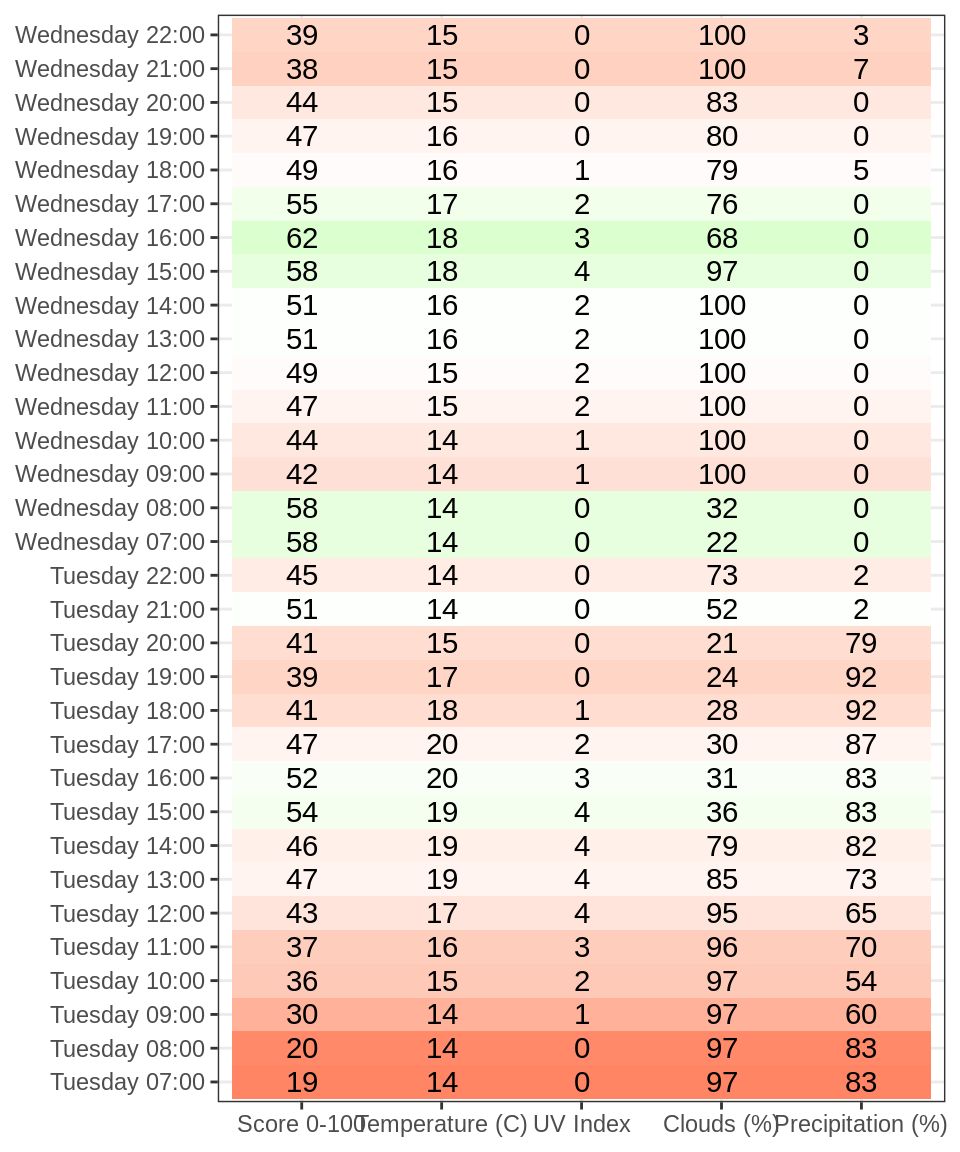 Wednesday 22:00 39 15 0 100 3
Wednesday 21:00 38 15 0 100 7
Wednesday 20:00 44 15 0 83 0
Wednesday 19:00 47 16 0 80 0
Wednesday 18:00 49 16 1 79 5
Wednesday 17:00 55 17 2 76 0
Wednesday 16:00 62 18 3 68 0
Wednesday 15:00 58 18 4 97 0
Wednesday 14:00 51 16 2 100 0
Wednesday 13:00 51 16 2 100 0
Wednesday 12:00 49 15 2 100 0
Wednesday 11:00 47 15 2 100 0
Wednesday 10:00 44 14 1 100 0
Wednesday 09:00 42 14 1 100 0
Wednesday 08:00 58 14 0 32 0
Wednesday 07:00 58 14 0 22 0
Tuesday 22:00 45 14 0 73 2
Tuesday 21:00 51 14 0 52 2
Tuesday 20:00 41 15 0 21 79
Tuesday 19:00 39 17 0 24 92
Tuesday 18:00 41 18 1 28 92
Tuesday 17:00 47 20 2 30 87
Tuesday 16:00 52 20 3 31 83
Tuesday 15:00 54 19 4 36 83
Tuesday 14:00 46 19 4 79 82
Tuesday 13:00 47 19 4 85 73
Tuesday 12:00 43 17 4 95 65
Tuesday 11:00 37 16 3 96 70
Tuesday 10:00 36 15 2 97 54
Tuesday 09:00 30 14 1 97 60
Tuesday 08:00 20 14 0 97 83
Tuesday 07:00 19 14 0 97 83
Score 0-100 Temperature (C) UV Index Clouds (%) Precipitation (%)